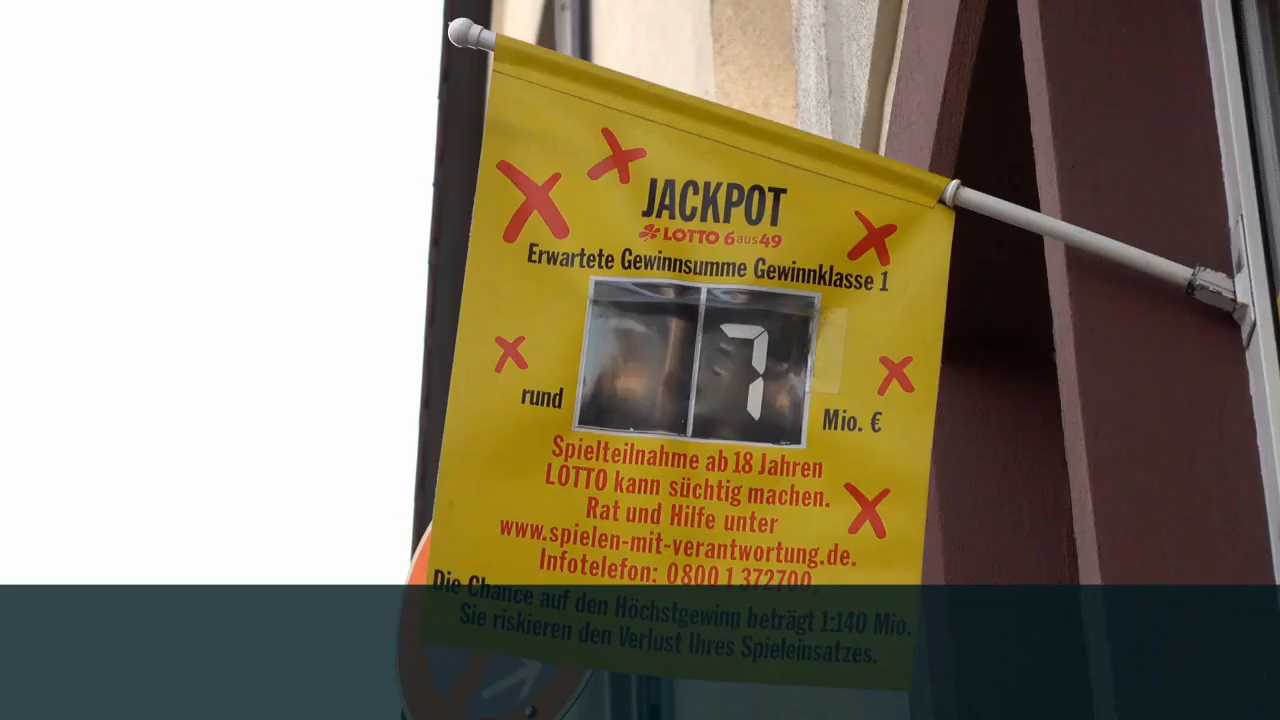 JACKPOT
LOTTO 6aus49
Erwartete Gewinnsumme Gewinnklasse 1
7
rund
Mio. €
Spielteilnahme ab 18 Jahren
LOTTO kann süchtig machen.
Rat und Hilfe unter
www.spielen-mit-verantwortung.de.
Infotelefon: 0800 1 372700.
Die Chance auf den Höchstgewinn beträgt 1:140 Mio.
Sie riskieren den Verlust Ihres Spieleinsatzes.